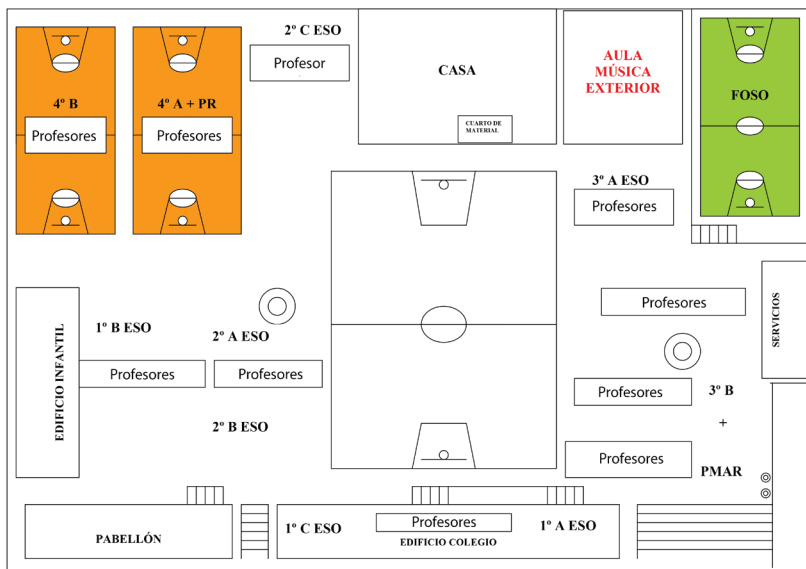 2º C ESO
Profesor
CASA
CUARTO DE
MATERIAL
AULA
MÚSICA
EXTERIOR
FOSO
4º B
Profesores
4º A + PR
Profesores
3º A ESO
Profesores
Profesores
SERVICIOS
EDIFICIO INFANTIL
1º B ESO
2º A ESO
Profesores
Profesores
2º B ESO
Profesores
3º B
+
Profesores
PMAR
PABELLÓN
1º C ESO
Profesores
1º A ESO
EDIFICIO COLEGIO